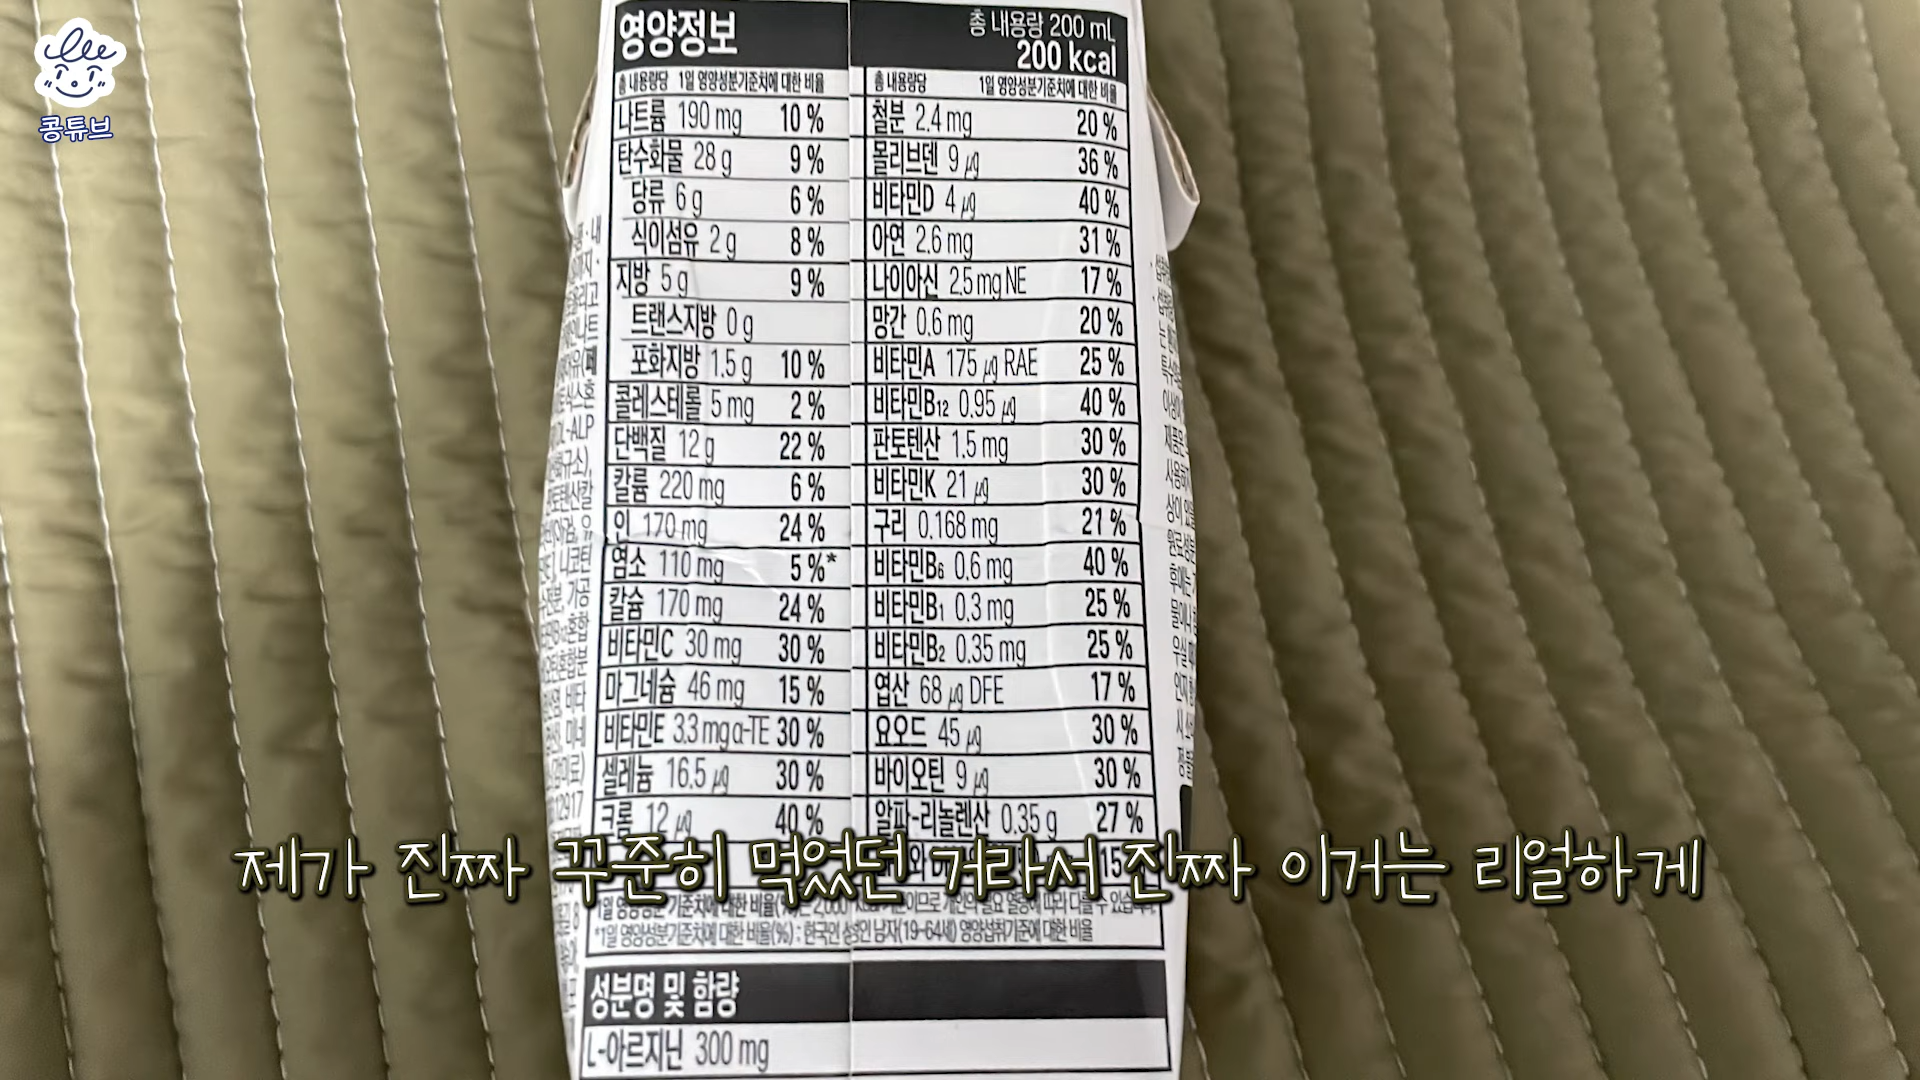 lee
콩튜브
영양정보
총 내용량 200 mL
200 kcal
총 내용량당 1일 영양성분기준치에 대한 비율
나트륨 190 mg 10 %
탄수화물 28 g 9 %
당류 6 g 6 %
식이섬유 2 g 8 %
지방 5 g 9 %
트랜스지방 0 g
포화지방 1.5 g 10 %
콜레스테롤 5 mg 2 %
단백질 12 g 22 %
칼륨 220 mg 6 %
인 170 mg 24 %
염소 110 mg 5 %*
칼슘 170 mg 24 %
비타민C 30 mg 30 %
마그네슘 46 mg 15 %
비타민E 3.3 mg α-TE 30 %
셀레늄 16.5 μg 30 %
크롬 12 μg 40 %
총 내용량당 1일 영양성분기준치에 대한 비율
철분 2.4 mg 20 %
몰리브덴 9 μg 36 %
비타민D 4 μg 40 %
아연 2.6 mg 31 %
나이아신 2.5 mg NE 17 %
망간 0.6 mg 20 %
비타민A 175 μg RAE 25 %
비타민B12 0.95 μg 40 %
판토텐산 1.5 mg 30 %
비타민K 21 μg 30 %
구리 0.168 mg 21 %
비타민B6 0.6 mg 40 %
비타민B1 0.3 mg 25 %
비타민B2 0.35 mg 25 %
엽산 68 μg DFE 17 %
요오드 45 μg 30 %
바이오틴 9 μg 30 %
알파-리놀렌산 0.35 g 27 %
제가 진짜 꾸준히 먹었던 거라서 진짜 이거는 리얼하게
1일 영양성분 기준치에 대한 비율(%)은 2,000
*1일 영양성분기준치에 대한 비율(%) : 한국인 성인 남자(19-64세) 영양섭취기준에 대한 비율
성분명 및 함량
L-아르지닌 300 mg